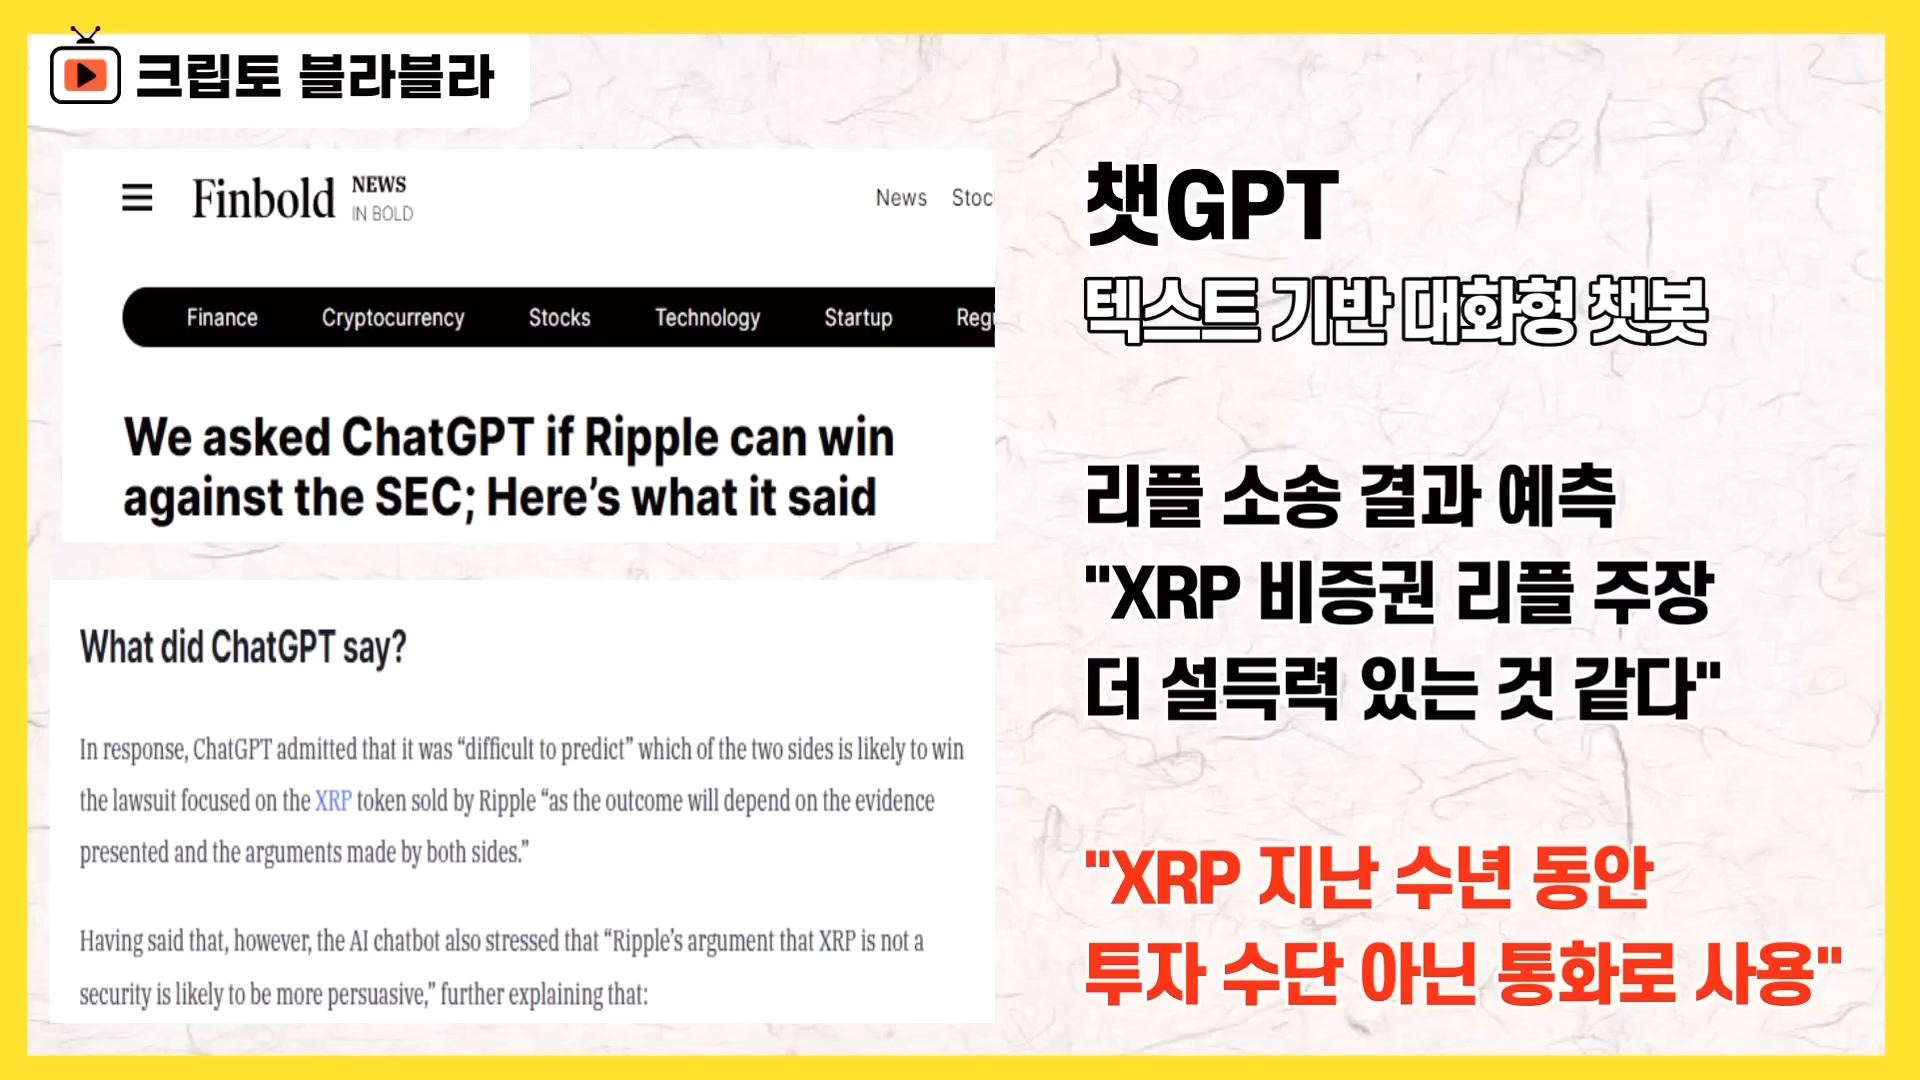 크립토 블라블라
Finbold NEWS
IN BOLD
News
Finance Cryptocurrency Stocks Technology Startup
We asked ChatGPT if Ripple can win
against the SEC; Here’s what it said
What did ChatGPT say?
In response, ChatGPT admitted that it was “difficult to predict” which of the two sides is likely to win
the lawsuit focused on the XRP token sold by Ripple “as the outcome will depend on the evidence
presented and the arguments made by both sides.”
Having said that, however, the AI chatbot also stressed that “Ripple’s argument that XRP is not a
security is likely to be more persuasive,” further explaining that:
챗GPT
텍스트 기반 대화형 챗봇
리플 소송 결과 예측
"XRP 비증권 리플 주장
더 설득력 있는 것 같다"
"XRP 지난 수년 동안
투자 수단 아닌 통화로 사용"